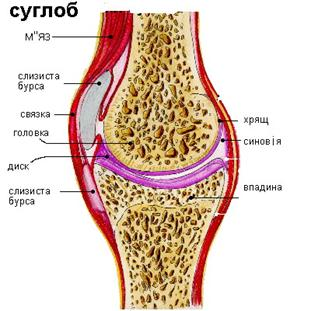 суглоб
м"яз
слизиста
бурса
связка
головка
диск
слизиста
бурса
хрящ
синовія
впадина